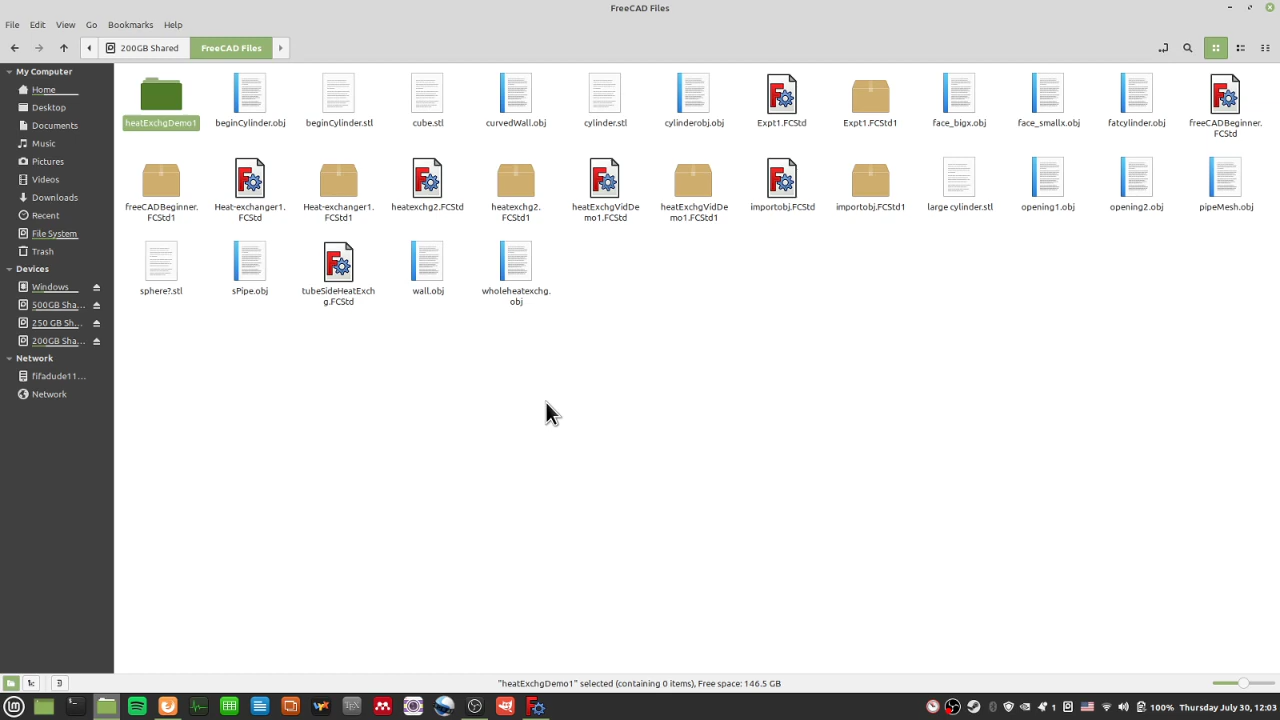 FreeCAD Files
File Edit View Go Bookmarks Help
200GB Shared FreeCAD Files
My Computer
Home
Desktop
Documents
Music
Pictures
Videos
Downloads
Recent
File System
Trash
Devices
Windows
500GB Sha...
250 GB Sh...
200GB Sha...
Network
fifadude11...
Network
heatExchgDemo1 beginCylinder.obj beginCylinder.stl cube.stl curvedWall.obj cylinder.stl cylinderobj.obj Expt1.FCStd Expt1.FCStd1 face_bigx.obj face_smallx.obj fatcylinder.obj freeCADBeginner.
FCStd
freeCADBeginner. Heat-exchanger1. Heat-exchanger1. heatexchg2.FCStd heatexchg2. heatExchgVidDe heatExchgVidDe importobj.FCStd importobj.FCStd1 large cylinder.stl opening1.obj opening2.obj pipeMesh.obj
FCStd1 FCStd FCStd1 FCStd1 mo1.FCStd mo1.FCStd1
sphere?.stl sPipe.obj tubeSideHeatExch wall.obj wholeheatexchg.
g.FCStd obj
"heatExchgDemo1" selected (containing 0 items), Free space: 146.5 GB
1 100% Thursday July 30, 12:03